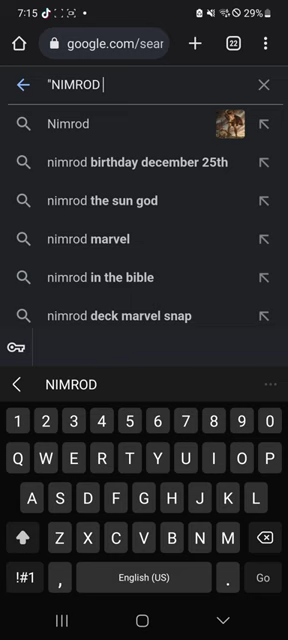 7:15 29%
google.com/sear 22
"NIMROD
Nimrod
nimrod birthday december 25th
nimrod the sun god
nimrod marvel
nimrod in the bible
nimrod deck marvel snap
NIMROD
1 2 3 4 5 6 7 8 9 0
Q W E R T Y U I O P
A S D F G H J K L
Z X C V B N M
!#1 , English (US) . Go